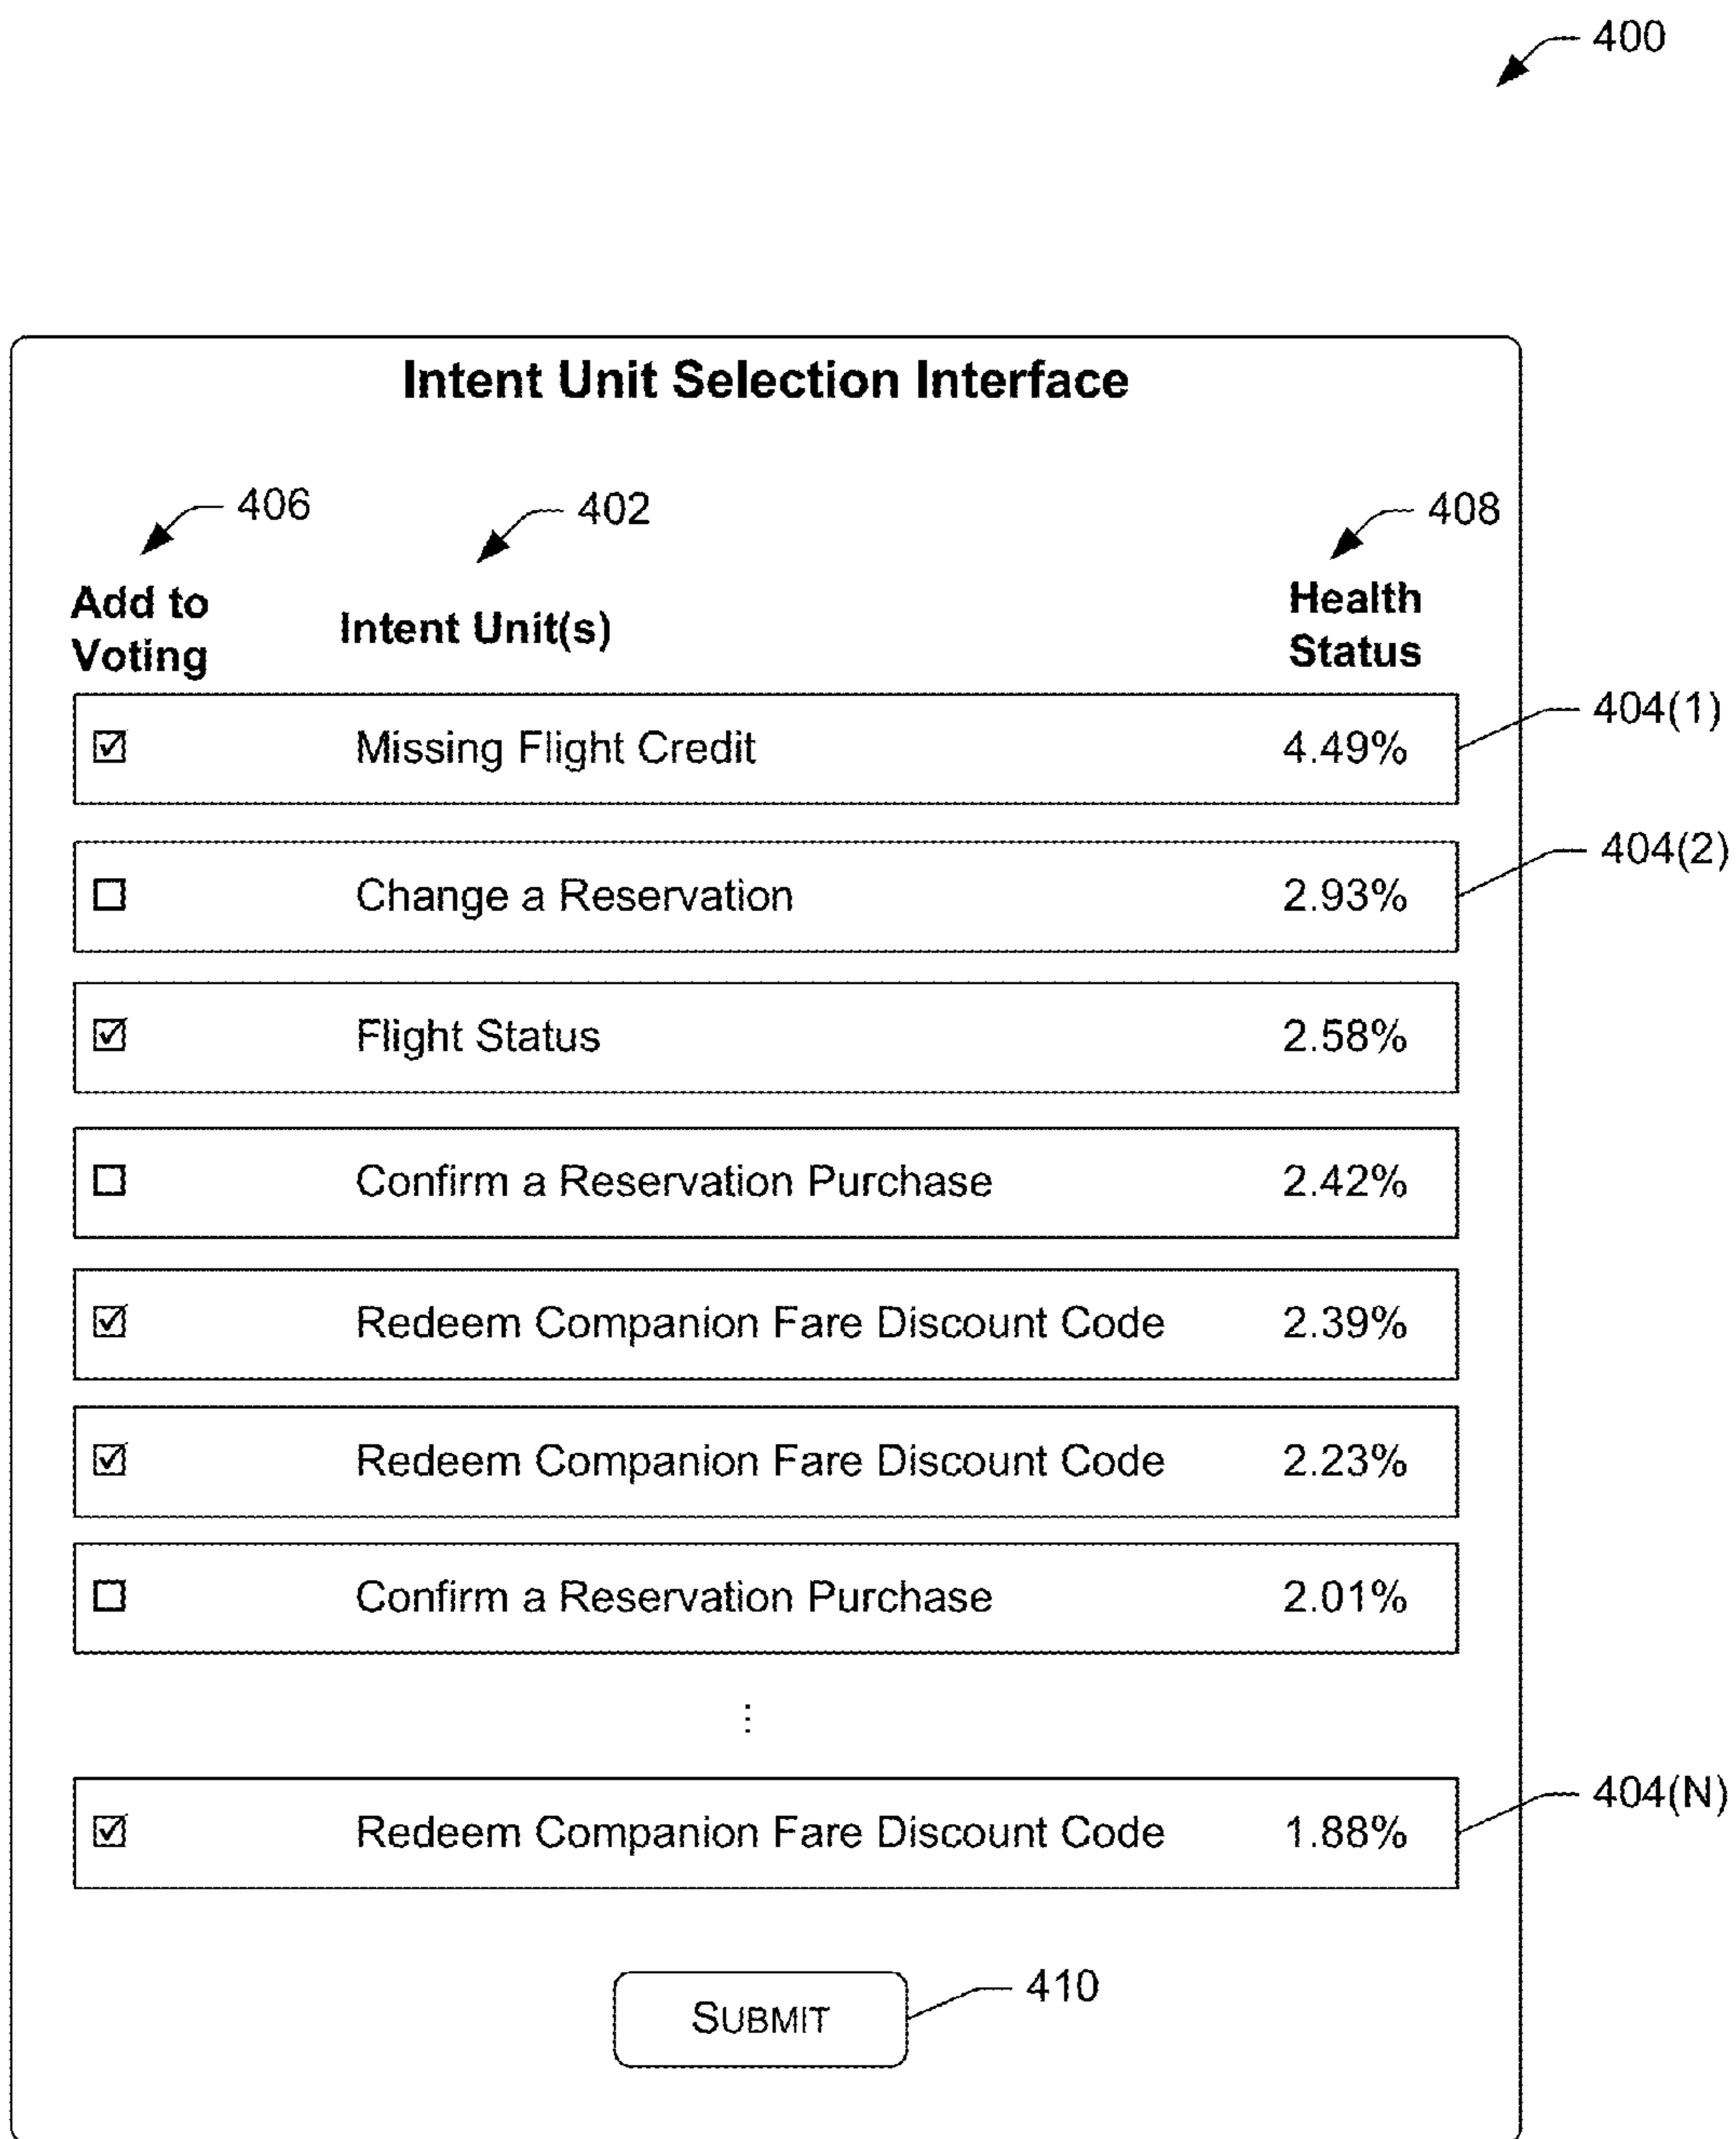 400
Intent Unit Selection Interface
406 402 408
Add to Voting Intent Unit(s) Health Status
☑ Missing Flight Credit 4.49% 404(1)
☐ Change a Reservation 2.93% 404(2)
☑ Flight Status 2.58%
☐ Confirm a Reservation Purchase 2.42%
☑ Redeem Companion Fare Discount Code 2.39%
☑ Redeem Companion Fare Discount Code 2.23%
☐ Confirm a Reservation Purchase 2.01%
⋮
☑ Redeem Companion Fare Discount Code 1.88% 404(N)
SUBMIT 410